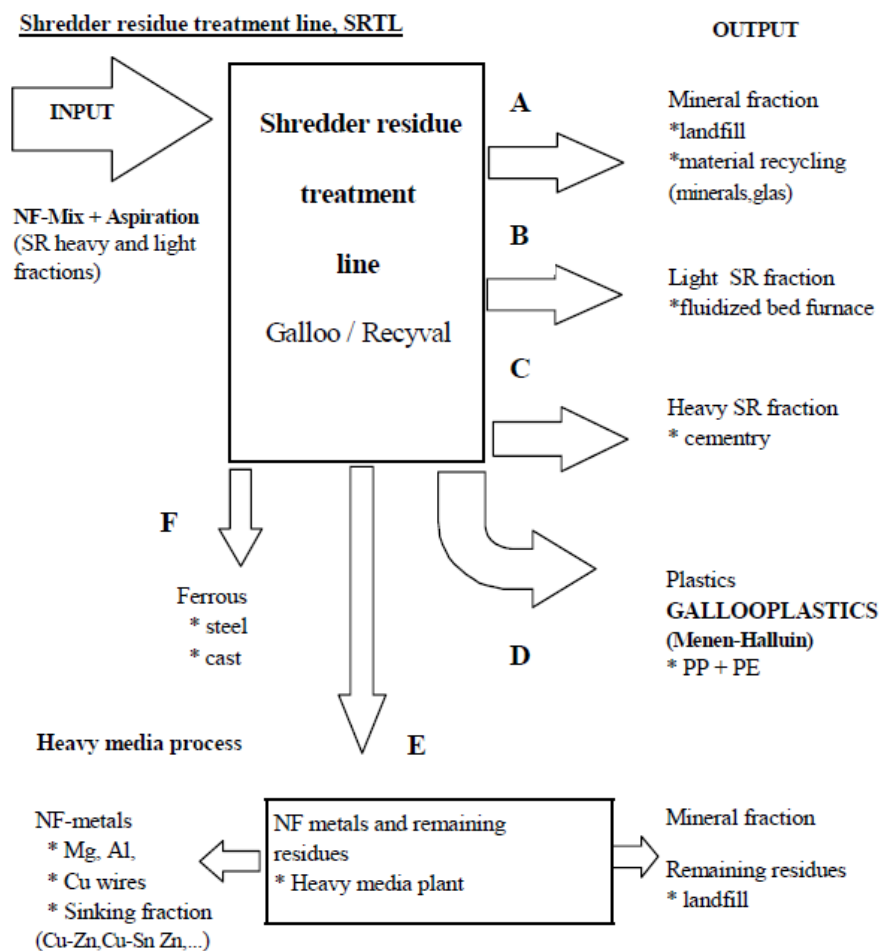 Shredder residue treatment line, SRTL
OUTPUT
INPUT
NF-Mix + Aspiration
(SR heavy and light
fractions)
Shredder residue
treatment
line
Galloo / Recyval
A
Mineral fraction
*landfill
*material recycling
(minerals,glas)
B
Light SR fraction
*fluidized bed furnace
C
Heavy SR fraction
* cementry
F
Ferrous
* steel
* cast
D
Plastics
GALLOOPLASTICS
(Menen-Halluin)
* PP + PE
Heavy media process
E
NF-metals
* Mg, Al,
* Cu wires
* Sinking fraction
(Cu-Zn,Cu-Sn Zn,...)
NF metals and remaining
residues
* Heavy media plant
Mineral fraction
Remaining residues
* landfill